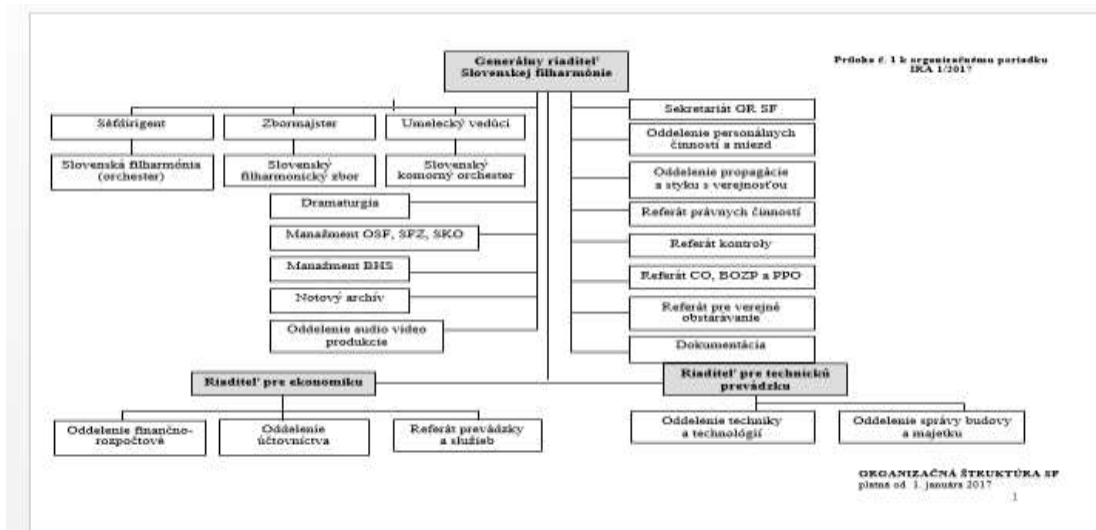 Generálny riaditeľ
Slovenskej filharmónie
Príloha č. 1 k organizačnému poriadku
IRA 1/2017
Šéfdirigent
Zbormajster
Umelecký vedúci
Slovenská filharmónia
(orchester)
Slovenský
filharmonický zbor
Slovenský
komorný orchester
Dramaturgia
Manažment OSF, SFZ, SKO
Manažment BHS
Notový archív
Oddelenie audio video
produkcie
Sekretariát GR SF
Oddelenie personálnych
činností a miezd
Oddelenie propagácie
a styku s verejnosťou
Referát právnych činností
Referát kontroly
Referát CO, BOZP a PPO
Referát pre verejné
obstarávanie
Dokumentácia
Riaditeľ pre ekonomiku
Riaditeľ pre technickú
prevádzku
Oddelenie finančno-
rozpočtové
Oddelenie
účtovníctva
Referát prevádzky
a služieb
Oddelenie techniky
a technológií
Oddelenie správy budovy
a majetku
ORGANIZAČNÁ ŠTRUKTÚRA SF
platná od 1. januára 2017
1